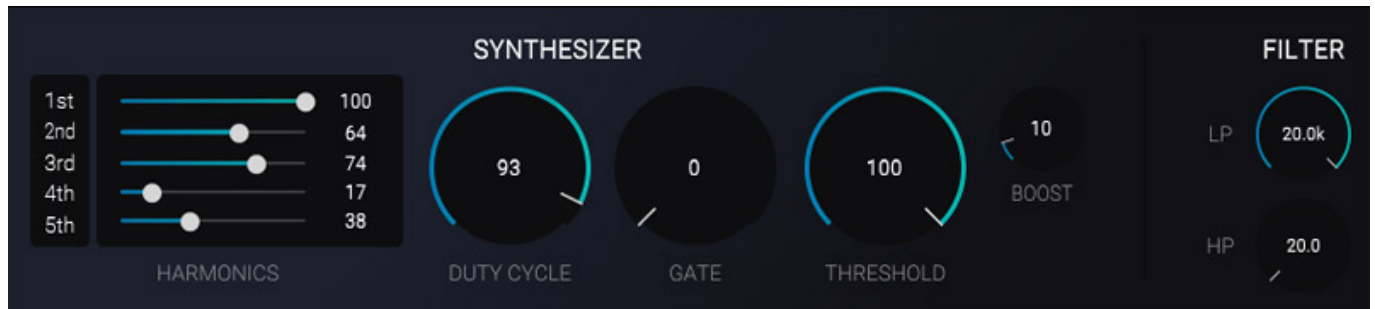 SYNTHESIZER
FILTER
1st 100
2nd 64
3rd 74
4th 17
5th 38
HARMONICS
93
DUTY CYCLE
0
GATE
100
THRESHOLD
10
BOOST
LP 20.0k
HP 20.0